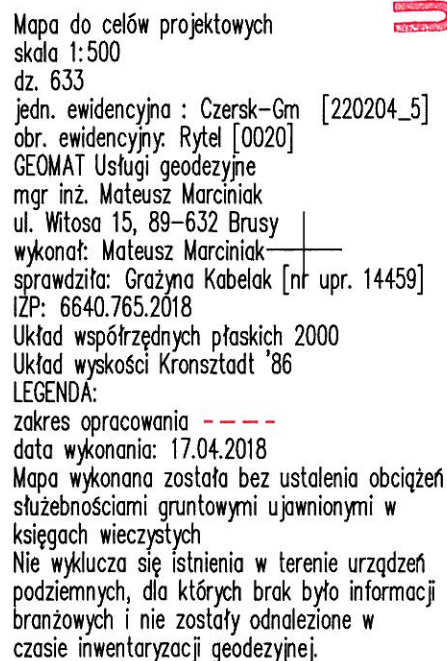 Mapa do celów projektowych
skala 1:500
dz. 633
jedn. ewidencyjna : Czersk-Gm [220204_5]
obr. ewidencyjny: Rytel [0020]
GEOMAT Usługi geodezyjne
mgr inż. Mateusz Marciniak
ul. Witosa 15, 89-632 Brusy
wykonał: Mateusz Marciniak
sprawdziła: Grażyna Kabelak [nr upr. 14459]
IZP: 6640.765.2018
Układ współrzędnych płaskich 2000
Układ wyskości Kronsztadt '86
LEGENDA:
zakres opracowania ----
data wykonania: 17.04.2018
Mapa wykonana została bez ustalenia obciążeń
służebnościami gruntowymi ujawnionymi w
księgach wieczystych
Nie wyklucza się istnienia w terenie urządzeń
podziemnych, dla których brak było informacji
branżowych i nie zostały odnalezione w
czasie inwentaryzacji geodezyjnej.